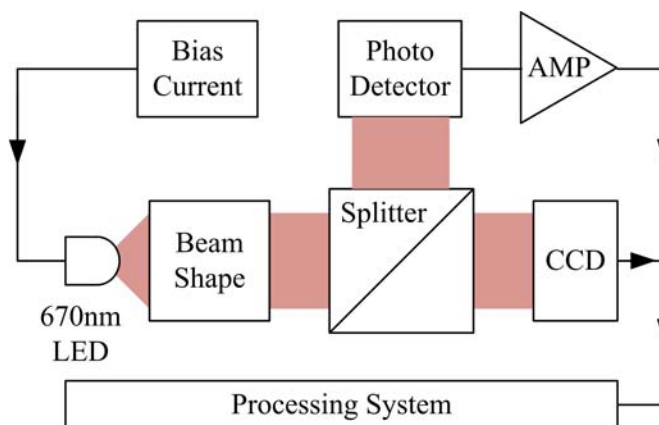 Bias
Current
Photo
Detector
AMP
Splitter
Beam
Shape
CCD
670nm
LED
Processing System